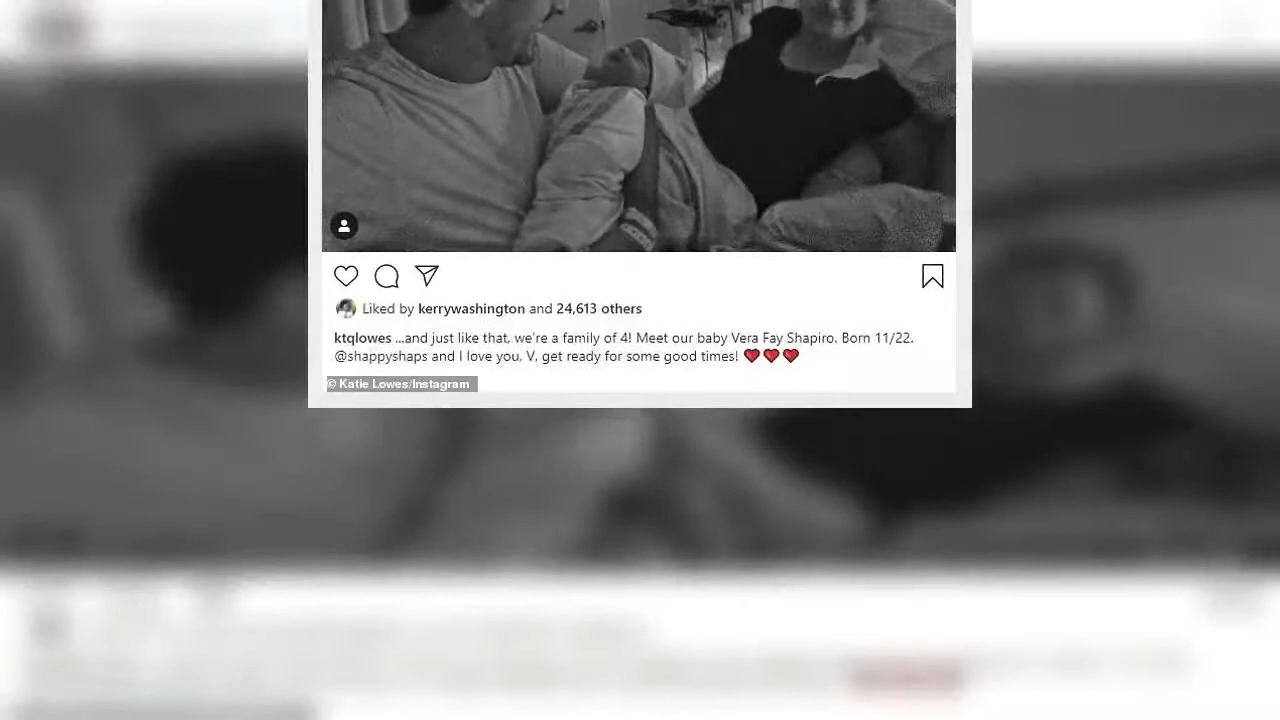 Liked by kerrywashington and 24,613 others
ktqlowes ...and just like that, we're a family of 4! Meet our baby Vera Fay Shapiro. Born 11/22.
@shappyshaps and I love you, V, get ready for some good times! ❤❤❤
© Katie Lowes/Instagram